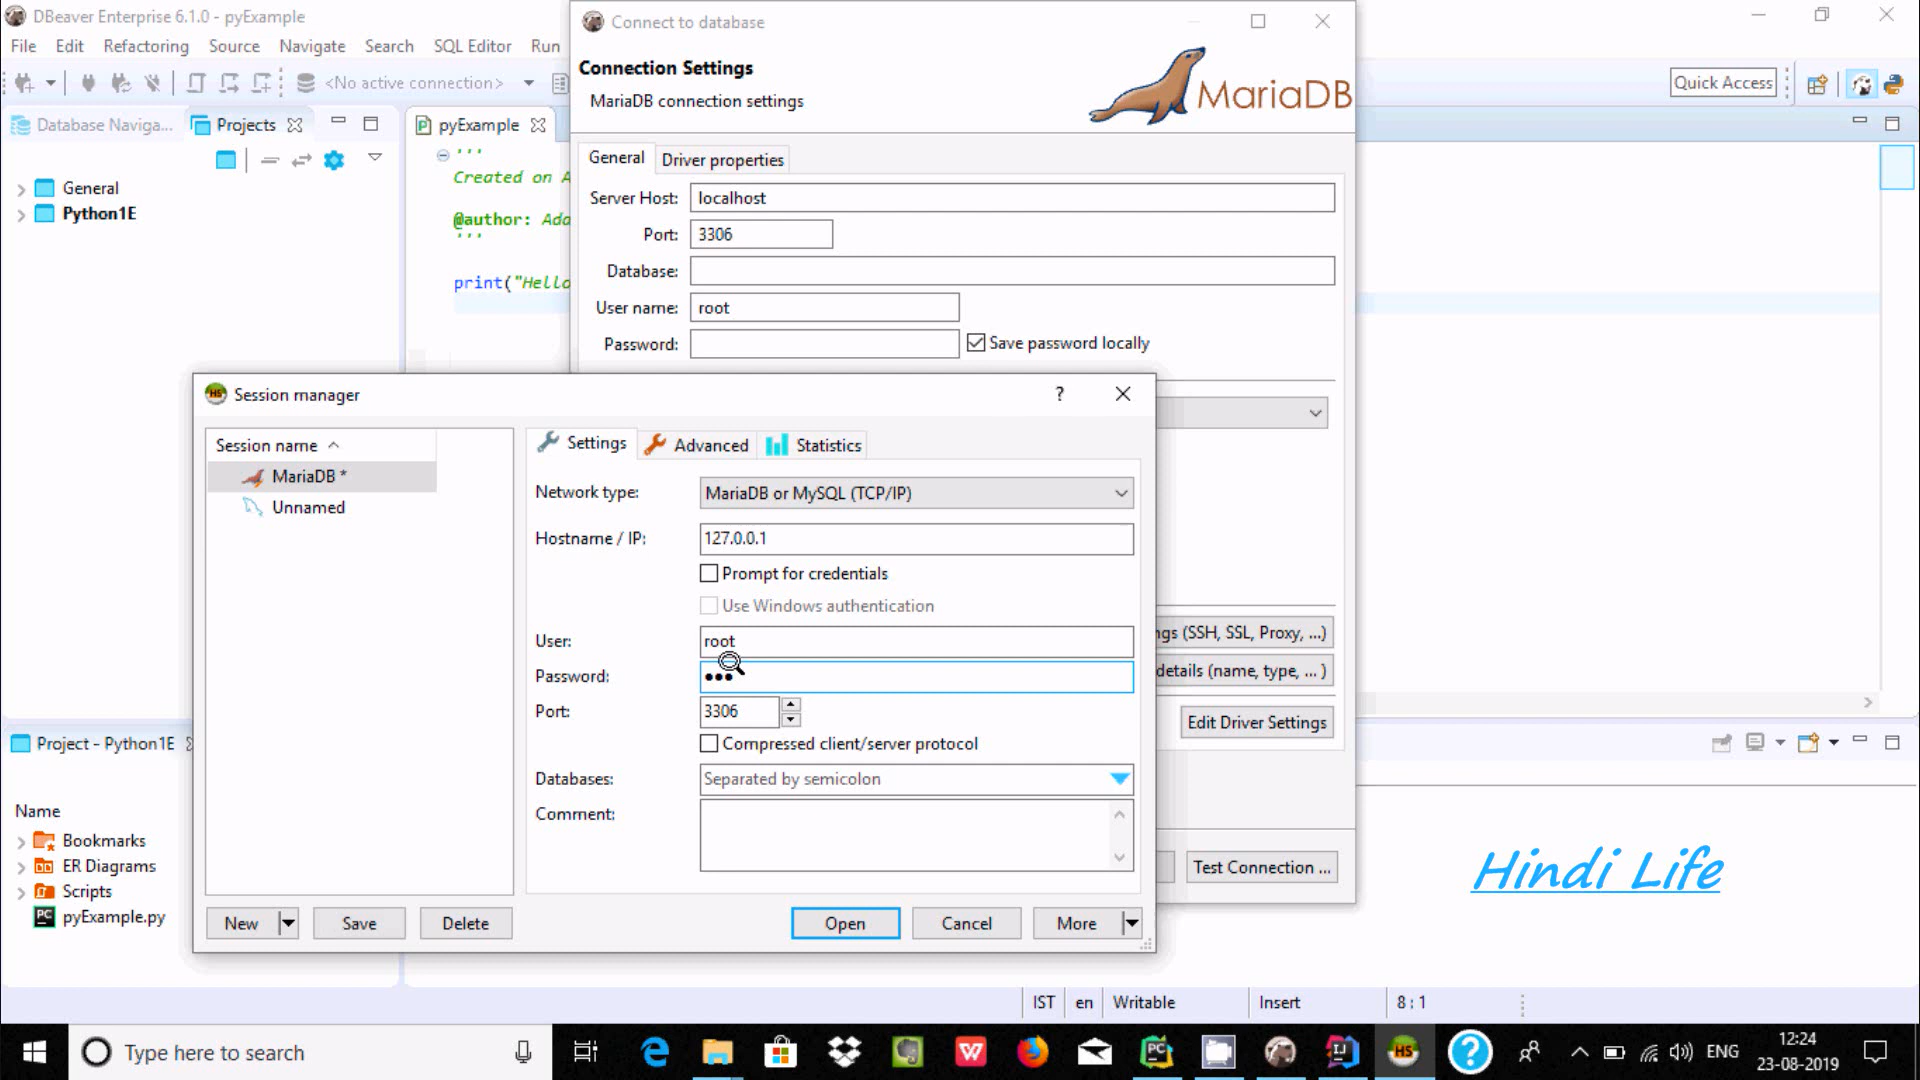 DBeaver Enterprise 6.1.0 - pyExample
File Edit Refactoring Source Navigate Search SQL Editor Run
<No active connection>
Quick Access
Database Naviga...
Projects
General
Python1E
pyExample
'''
Created on A
@author: Ada
'''
print("Hello
Connect to database
Connection Settings
MariaDB connection settings
MariaDB
General
Driver properties
Server Host: localhost
Port: 3306
Database:
User name: root
Password:
Save password locally
ngs (SSH, SSL, Proxy, ...)
details (name, type, ... )
Edit Driver Settings
Test Connection ...
HS
Session manager
?
Session name
MariaDB *
Unnamed
Settings
Advanced
Statistics
Network type: MariaDB or MySQL (TCP/IP)
Hostname / IP: 127.0.0.1
Prompt for credentials
Use Windows authentication
User: root
Password: •••
Port: 3306
Compressed client/server protocol
Databases: Separated by semicolon
Comment:
New
Save
Delete
Open
Cancel
More
Project - Python1E
Name
Bookmarks
ER Diagrams
Scripts
pyExample.py
Hindi Life
IST
en
Writable
Insert
8 : 1
Type here to search
ENG
12:24
23-08-2019